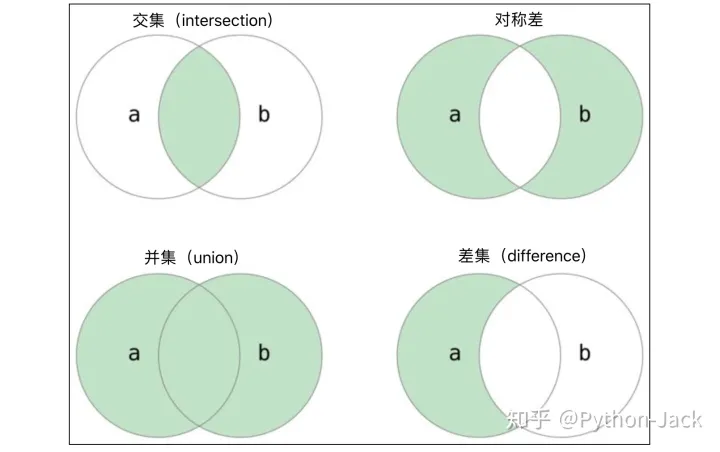 交集（intersection）
对称差
a
b
a
b
并集（union）
差集（difference）
a
b
a
b
知乎 @Python-Jack